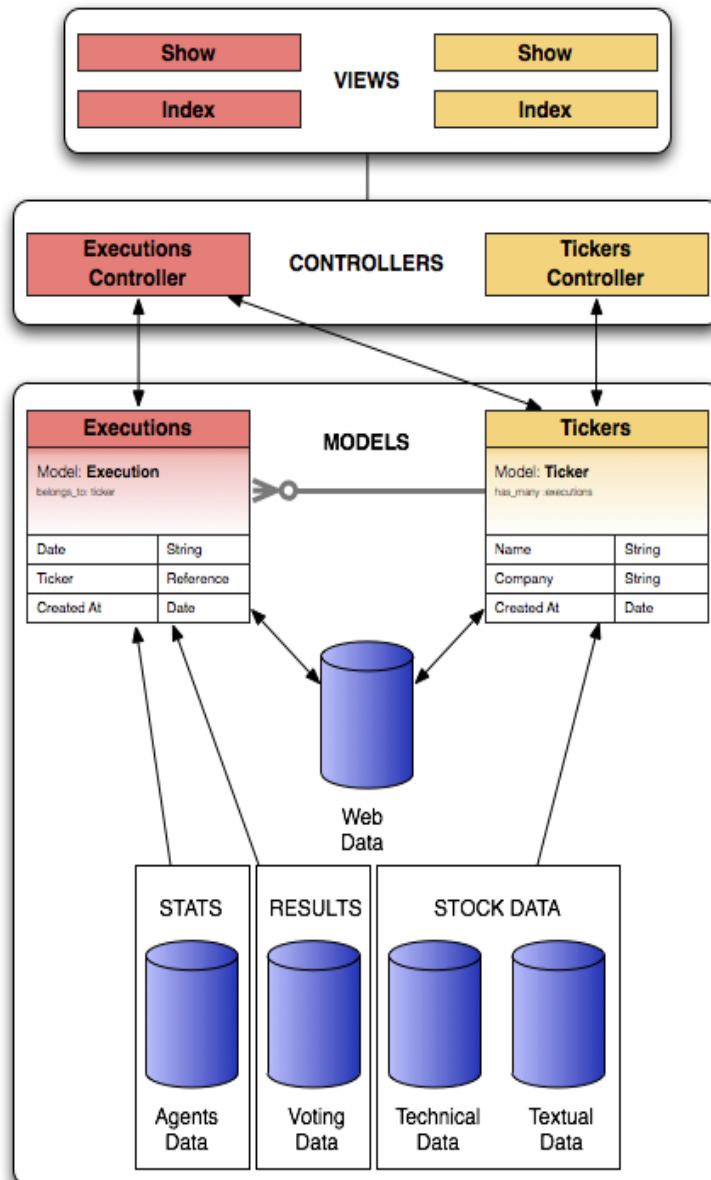 Show
Show
VIEWS
Index
Index
Executions
Controller
CONTROLLERS
Tickers
Controller
Executions
MODELS
Tickers
Model: Execution
belongs_to: ticker
Model: Ticker
has_many :executions
Date String
Ticker Reference
Created At Date
Name String
Company String
Created At Date
Web
Data
STATS
RESULTS
STOCK DATA
Agents
Data
Voting
Data
Technical
Data
Textual
Data